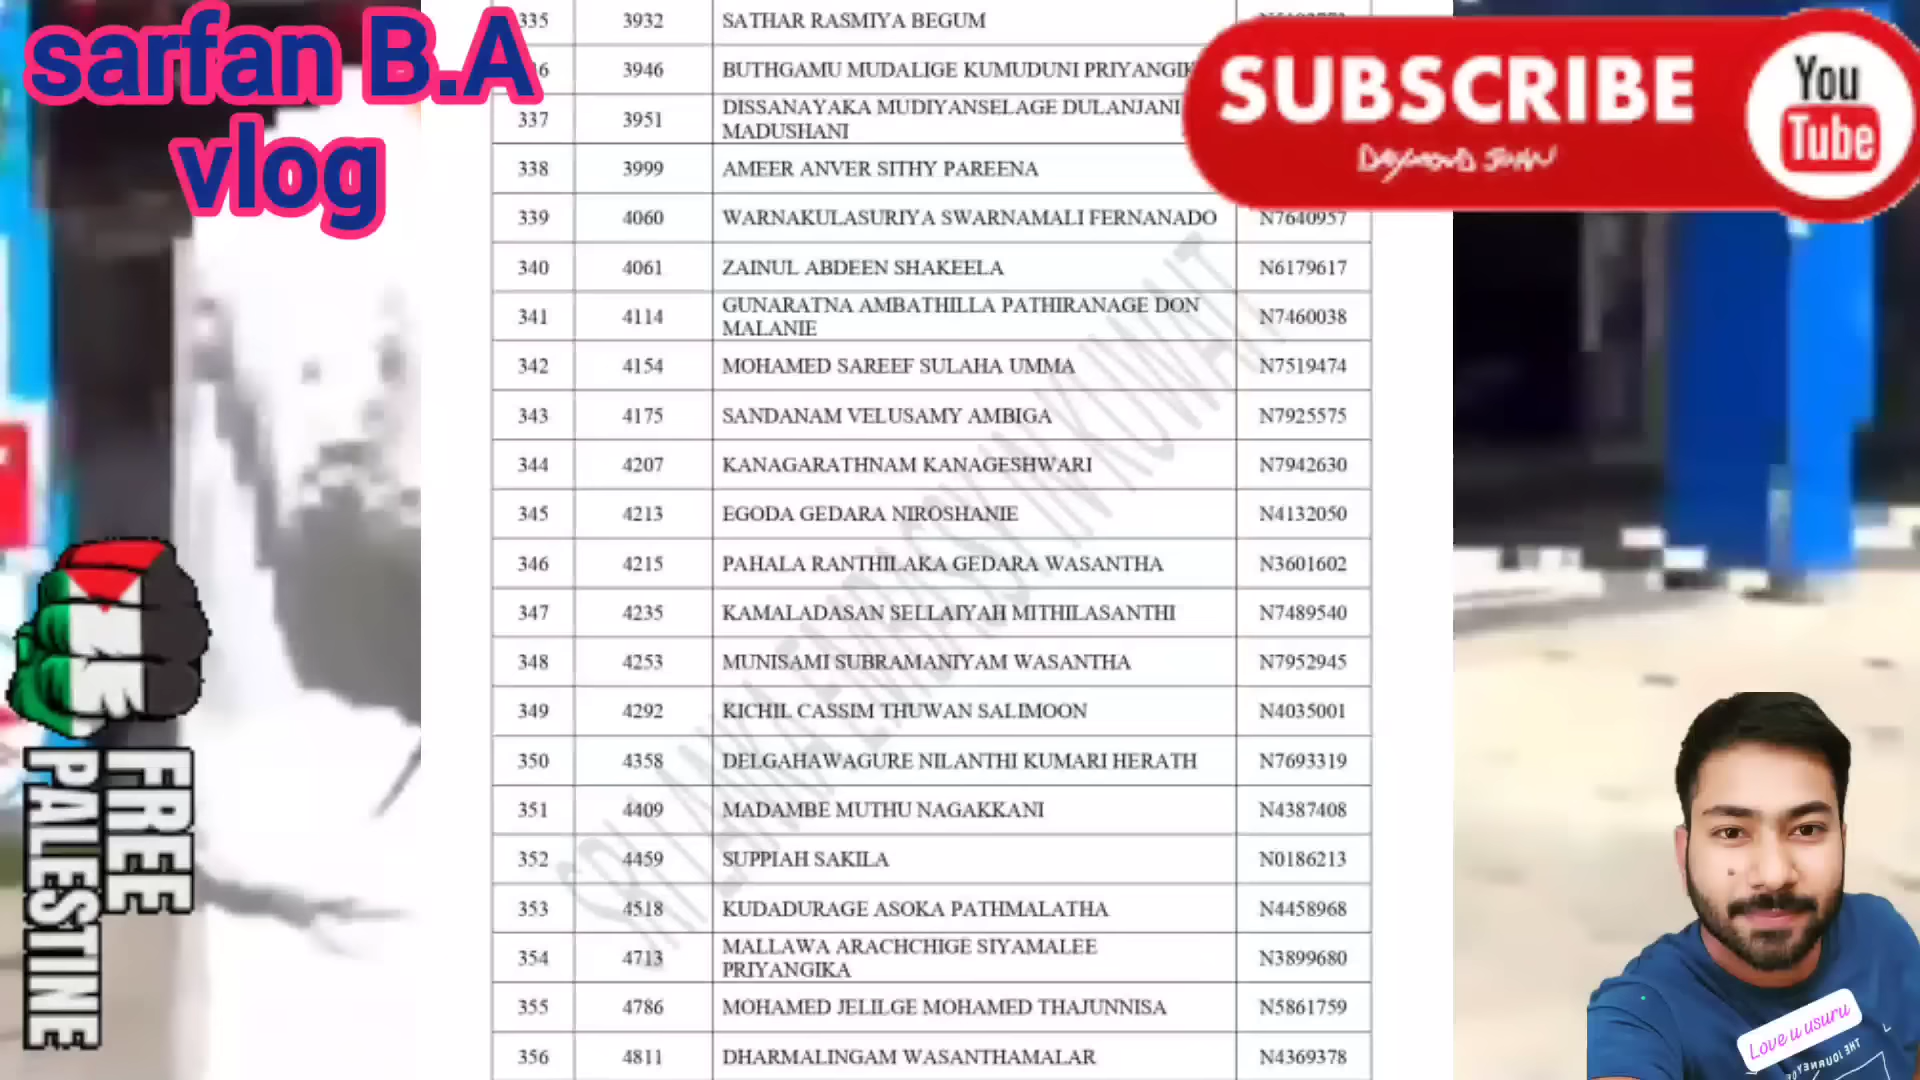 sarfan B.A
vlog
SUBSCRIBE
You
Tube
335 3932 SATHAR RASMIYA BEGUM
3946 BUTHGAMU MUDALIGE KUMUDUNI
337 3951 DISSANAYAKA MUDIYANSELAGE DULANJANI
MADUSHANI
338 3999 AMEER ANVER SITHY PAREENA
339 4060 WARNAKULASURIYA SWARNAMALI FERNANADO N7640957
340 4061 ZAINUL ABDEEN SHAKEELA N6179617
341 4114 GUNARATNA AMBATHILLA PATHIRANAGE DON
MALANIE N7460038
342 4154 MOHAMED SAREEF SULAHA UMMA N7519474
343 4175 SANDANAM VELUSAMY AMBIGA N7925575
344 4207 KANAGARATHNAM KANAGESHWARI N7942630
345 4213 EGODA GEDARA NIROSHANIE N4132050
346 4215 PAHALA RANTHILAKA GEDARA WASANTHA N3601602
347 4235 KAMALADASAN SELLAIYAH MITHILASANTHI N7489540
348 4253 MUNISAMI SUBRAMANIYAM WASANTHA N7952945
349 4292 KICHIL CASSIM THUWAN SALIMOON N4035001
350 4358 DELGAHAWAGURE NILANTHI KUMARI HERATH N7693319
351 4409 MADAMBE MUTHU NAGAKKANI N4387408
352 4459 SUPPIAH SAKILA N0186213
353 4518 KUDADURAGE ASOKA PATHMALATHA N4458968
354 4713 MALLAWA ARACHCHIGE SIYAMALEE
PRIYANGIKA N3899680
355 4786 MOHAMED JELILGE MOHAMED THAJUNNISA N5861759
356 4811 DHARMALINGAM WASANTHAMALAR N4369378
SRI LANKA EMBASSY IN KUWAIT
FREE
PALESTINE
Love u usuru